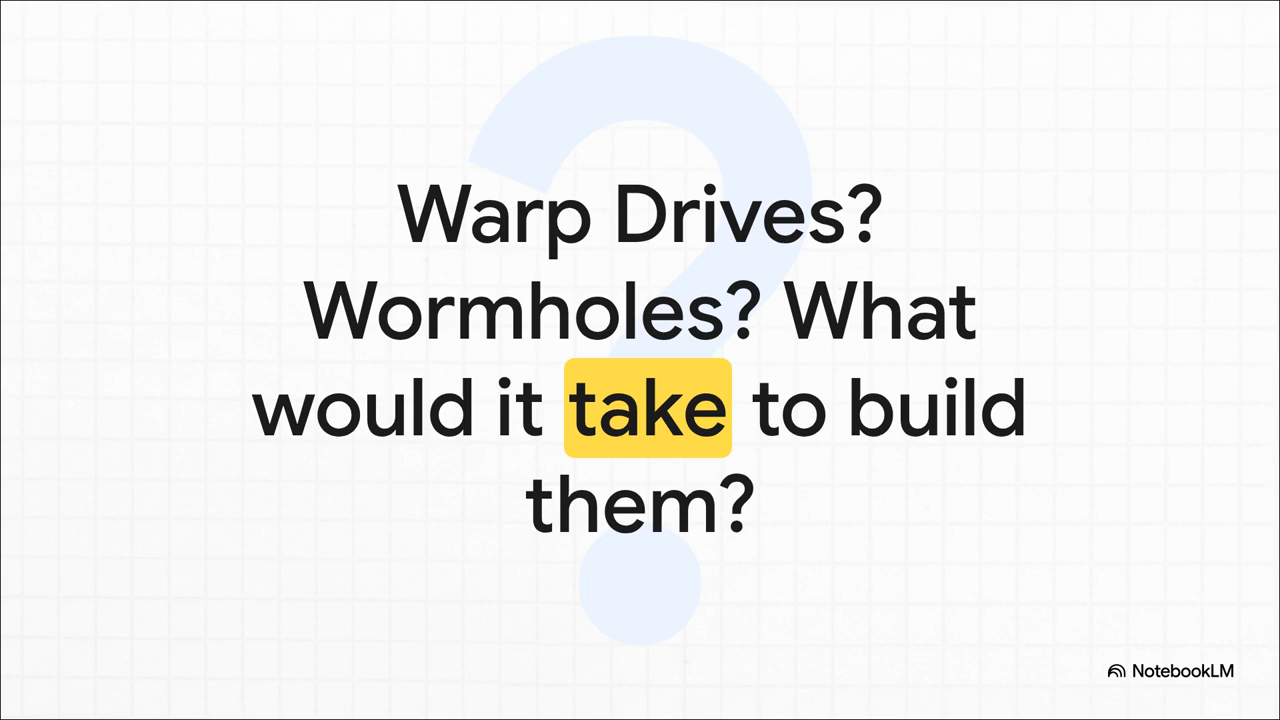 Warp Drives?
Wormholes? What
would it take to build
them?
NotebookLM